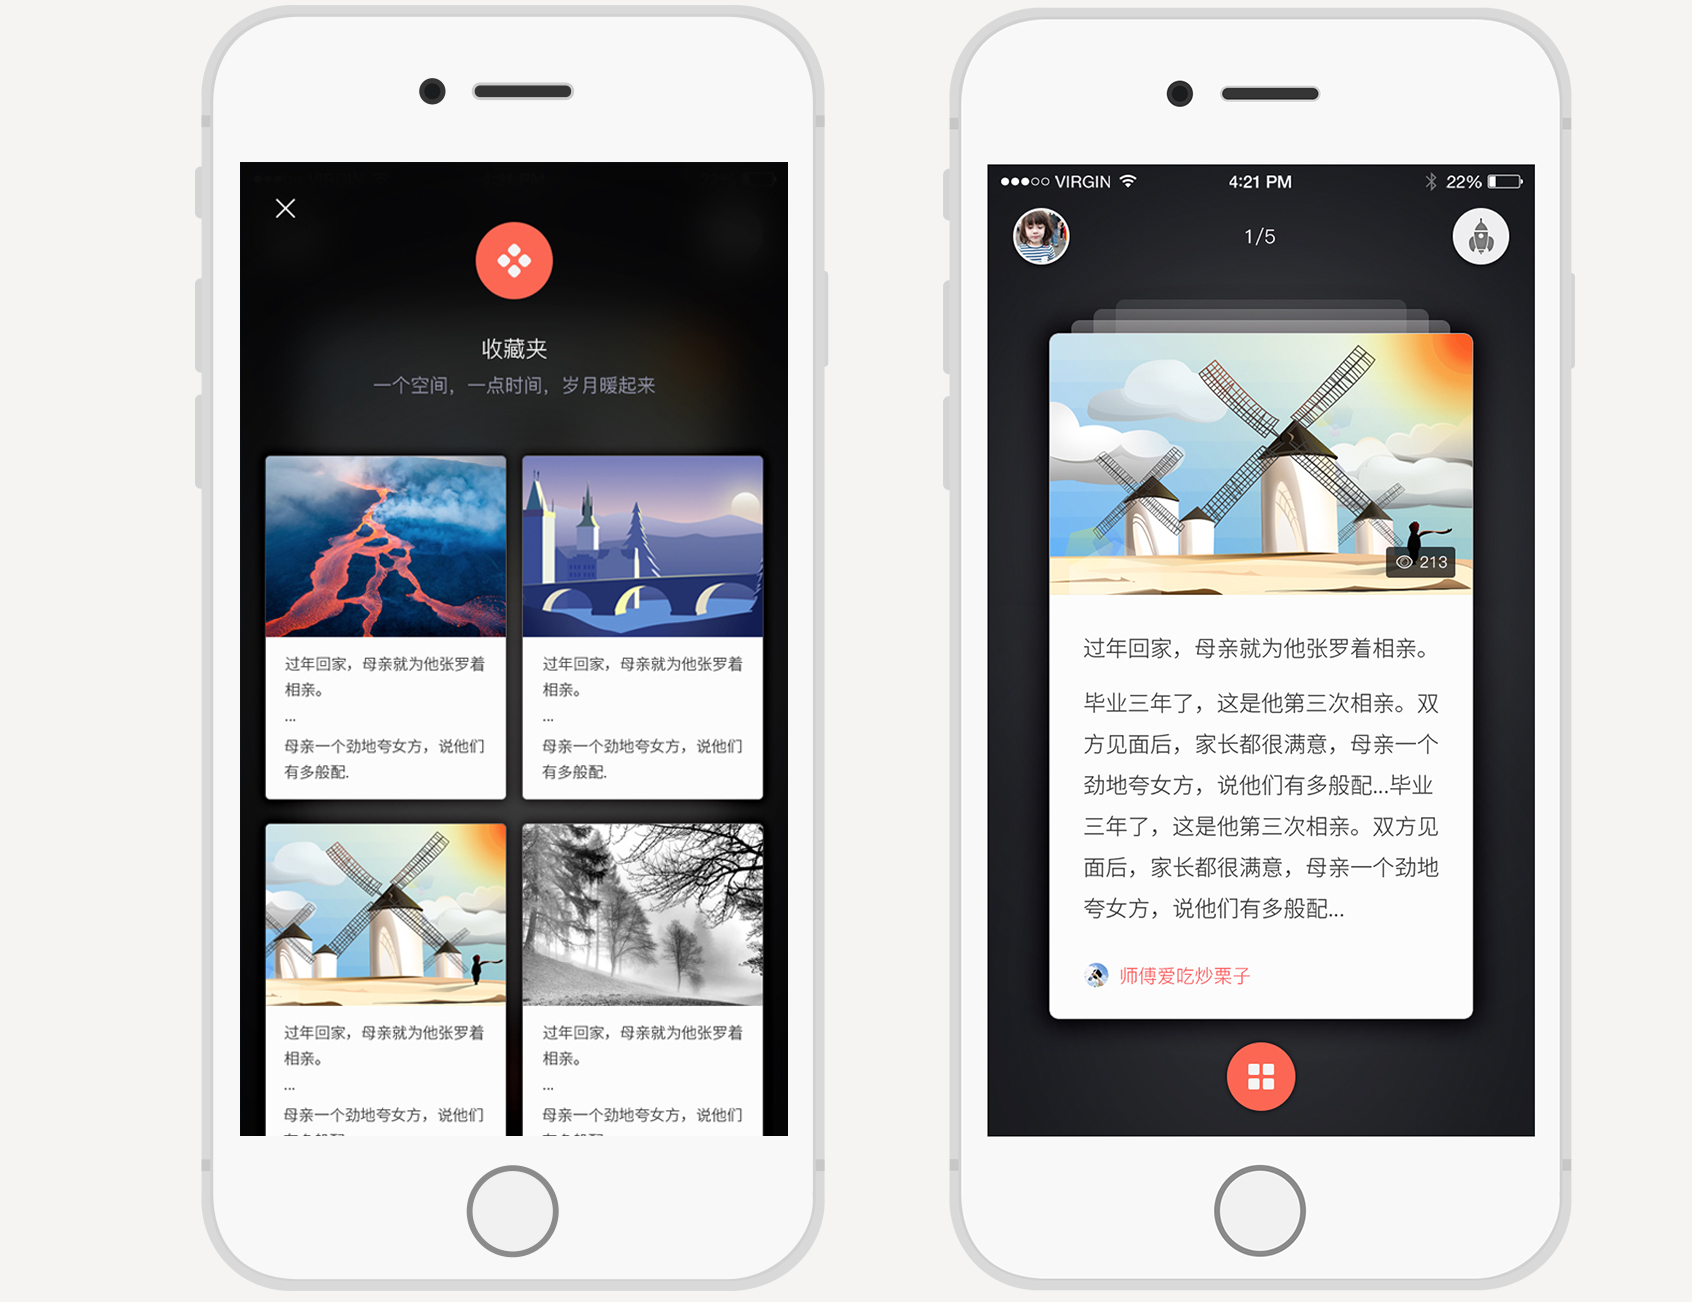 收藏夹
一个空间，一点时间，岁月暖起来
过年回家，母亲就为他张罗着
相亲。
...
母亲一个劲地夸女方，说他们
有多般配.
过年回家，母亲就为他张罗着
相亲。
...
母亲一个劲地夸女方，说他们
有多般配.
过年回家，母亲就为他张罗着
相亲。
...
母亲一个劲地夸女方，说他们
过年回家，母亲就为他张罗着
相亲。
...
母亲一个劲地夸女方，说他们
VIRGIN 4:21 PM 22%
1/5
213
过年回家，母亲就为他张罗着相亲。
毕业三年了，这是他第三次相亲。双
方见面后，家长都很满意，母亲一个
劲地夸女方，说他们有多般配...毕业
三年了，这是他第三次相亲。双方见
面后，家长都很满意，母亲一个劲地
夸女方，说他们有多般配...
师傅爱吃炒栗子